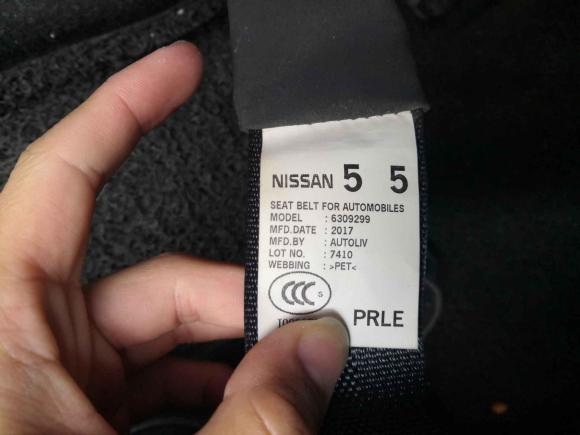 NISSAN 5 5
SEAT BELT FOR AUTOMOBILES
MODEL : 6309299
MFD.DATE : 2017
MFD.BY : AUTOLIV
LOT NO. : 7410
WEBBING : >PET<
CCC S
PRLE